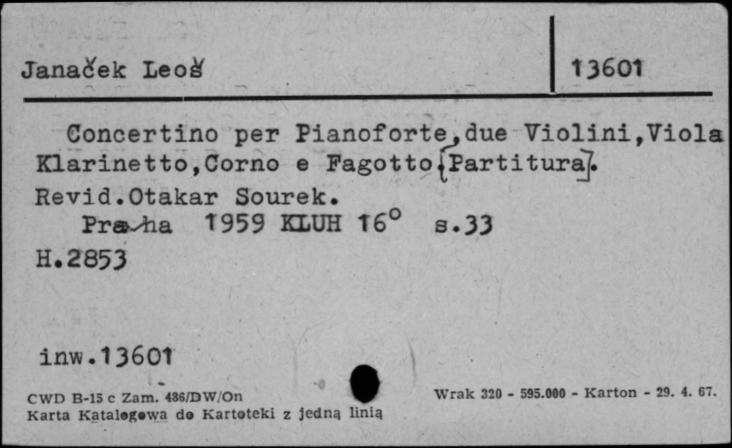 Janaček Leoš
13601
Concertino per Pianoforte, due Violini, Viola
Klarinetto, Corno e Fagotto [Partitura].
Revid. Otakar Sourek.
Praha 1959 KLUH 16° s.33
H.2853
inw.13601
CWD B-15 c Zam. 486/DW/On
Wrak 320 - 595.000 - Karton - 29. 4. 67.
Karta Katalogowa do Kartoteki z jedną linią